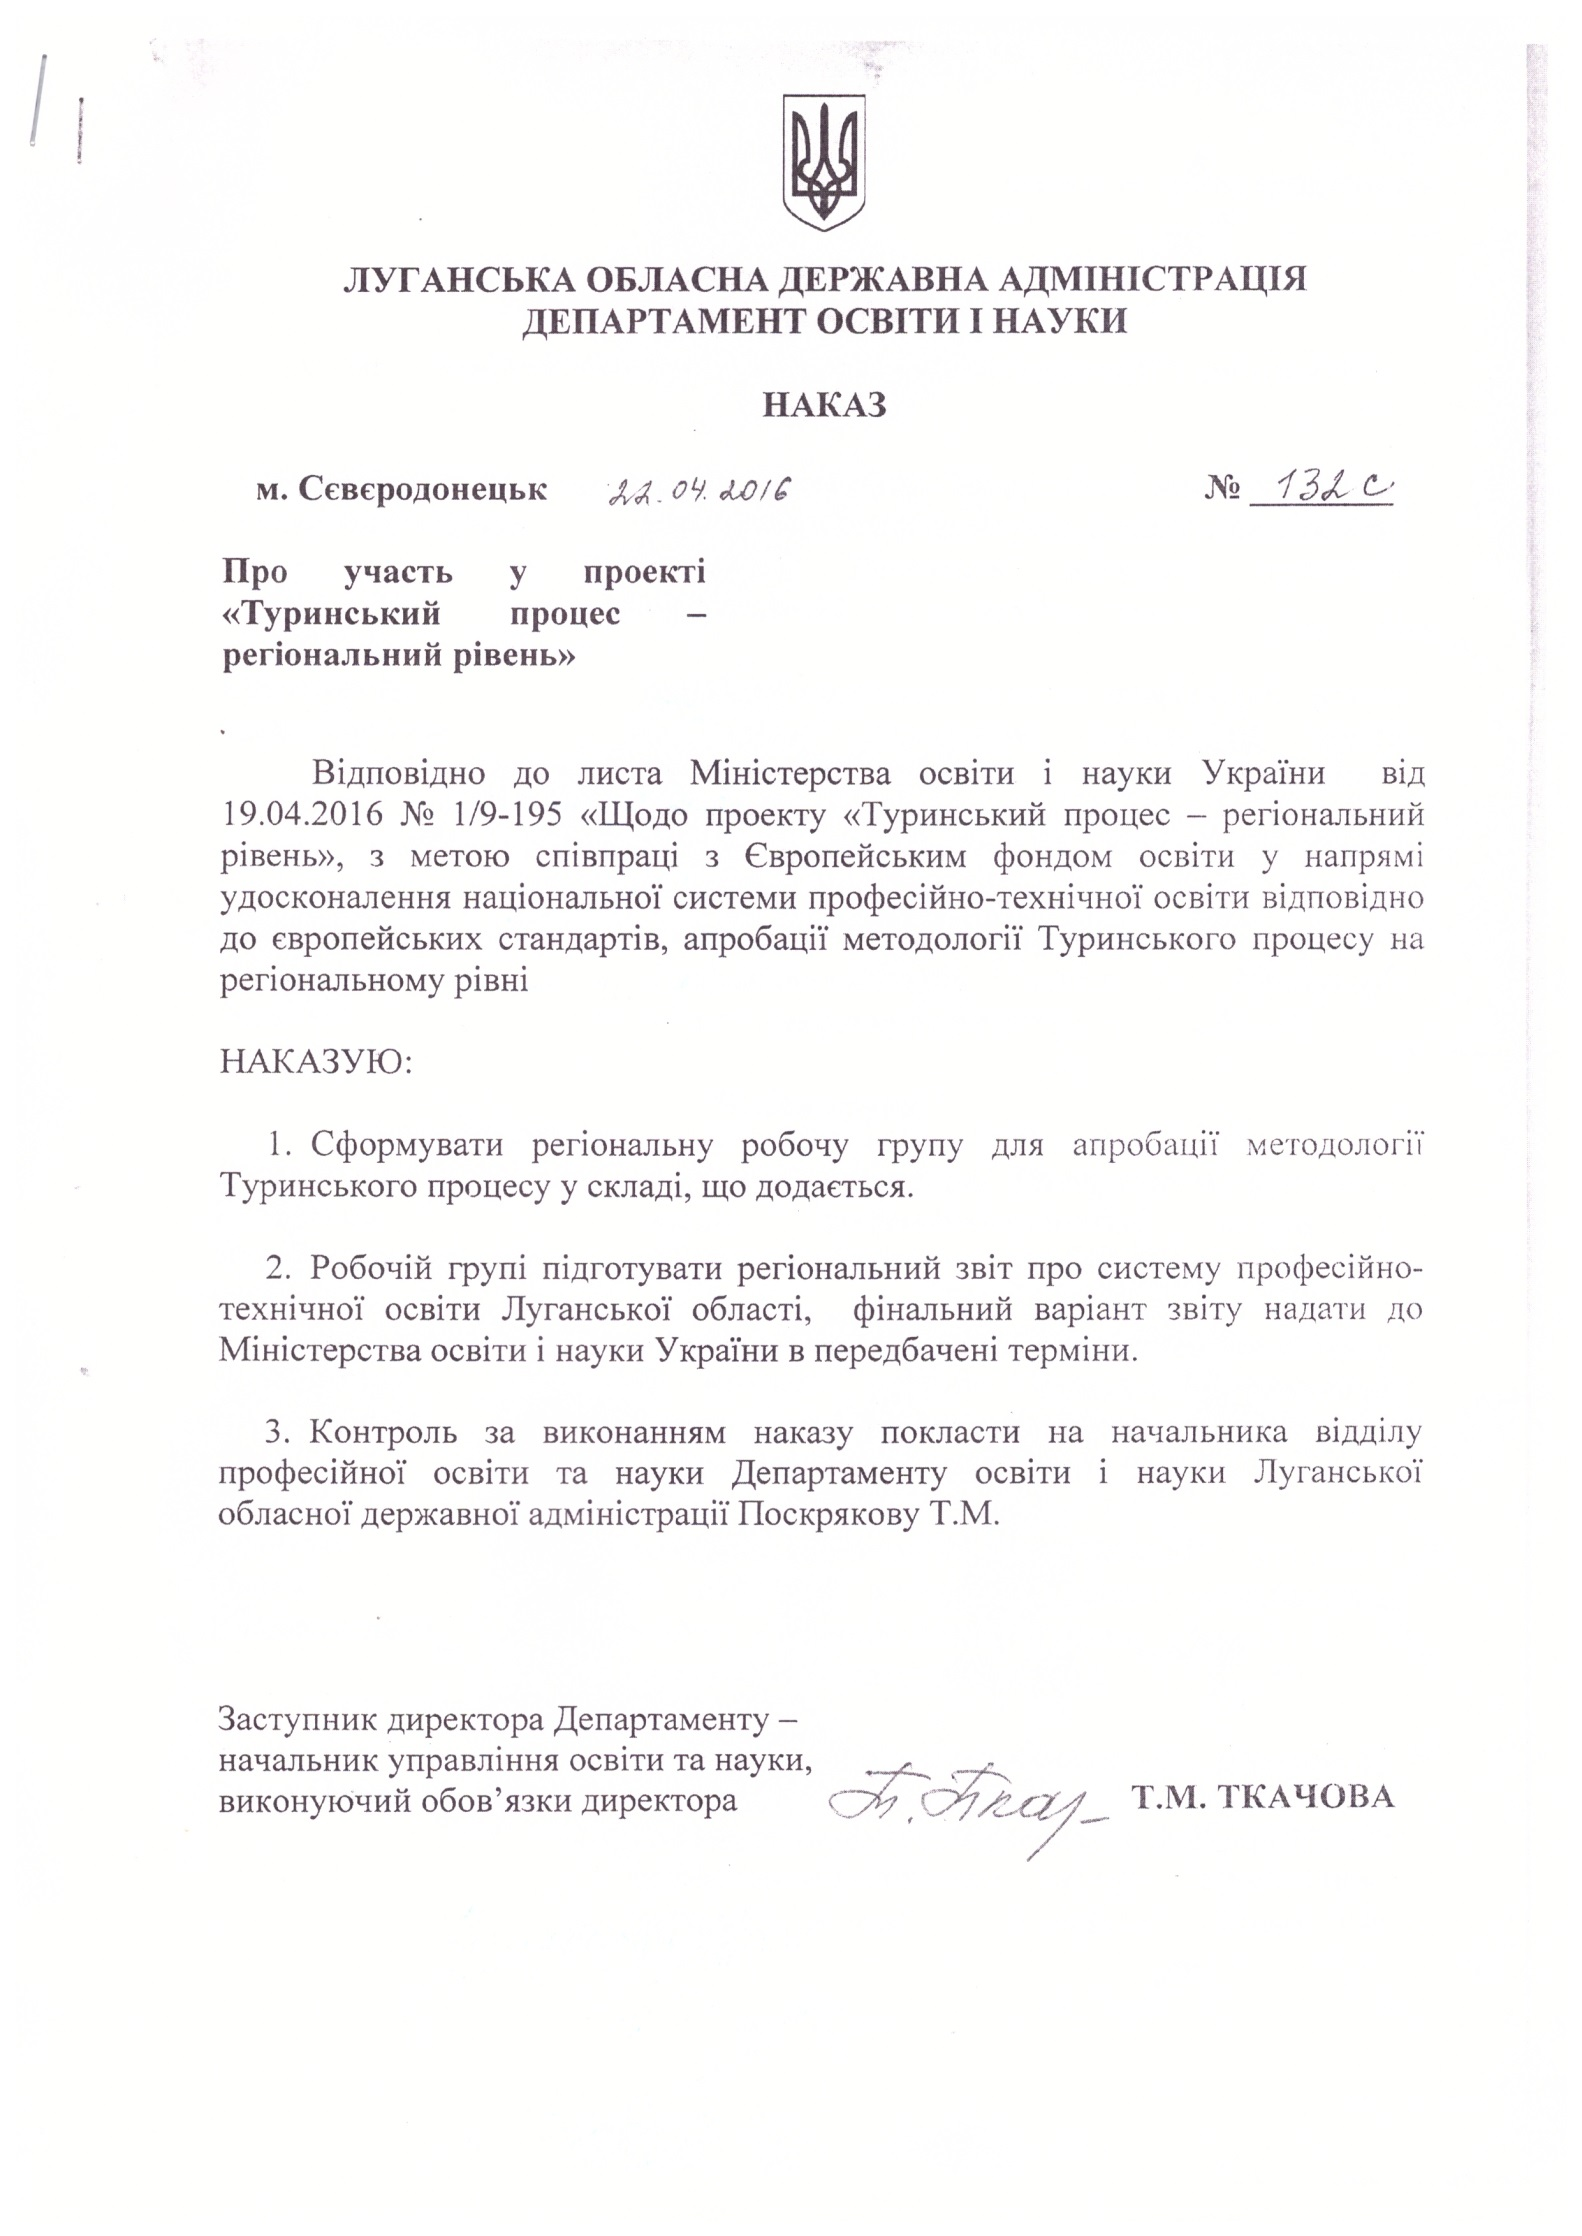 ЛУГАНСЬКА ОБЛАСНА ДЕРЖАВНА АДМІНІСТРАЦІЯ
ДЕПАРТАМЕНТ ОСВІТИ І НАУКИ
НАКАЗ
м. Сєвєродонецьк 22.04.2016 № 132 с
Про участь у проекті
«Туринський процес –
регіональний рівень»
Відповідно до листа Міністерства освіти і науки України від
19.04.2016 № 1/9-195 «Щодо проекту «Туринський процес – регіональний
рівень», з метою співпраці з Європейським фондом освіти у напрямі
удосконалення національної системи професійно-технічної освіти відповідно
до європейських стандартів, апробації методології Туринського процесу на
регіональному рівні
НАКАЗУЮ:
1. Сформувати регіональну робочу групу для апробації методології
Туринського процесу у складі, що додається.
2. Робочій групі підготувати регіональний звіт про систему професійно-
технічної освіти Луганської області, фінальний варіант звіту надати до
Міністерства освіти і науки України в передбачені терміни.
3. Контроль за виконанням наказу покласти на начальника відділу
професійної освіти та науки Департаменту освіти і науки Луганської
обласної державної адміністрації Поскрякову Т.М.
Заступник директора Департаменту –
начальник управління освіти та науки,
виконуючий обов’язки директора Т.М. ТКАЧОВА